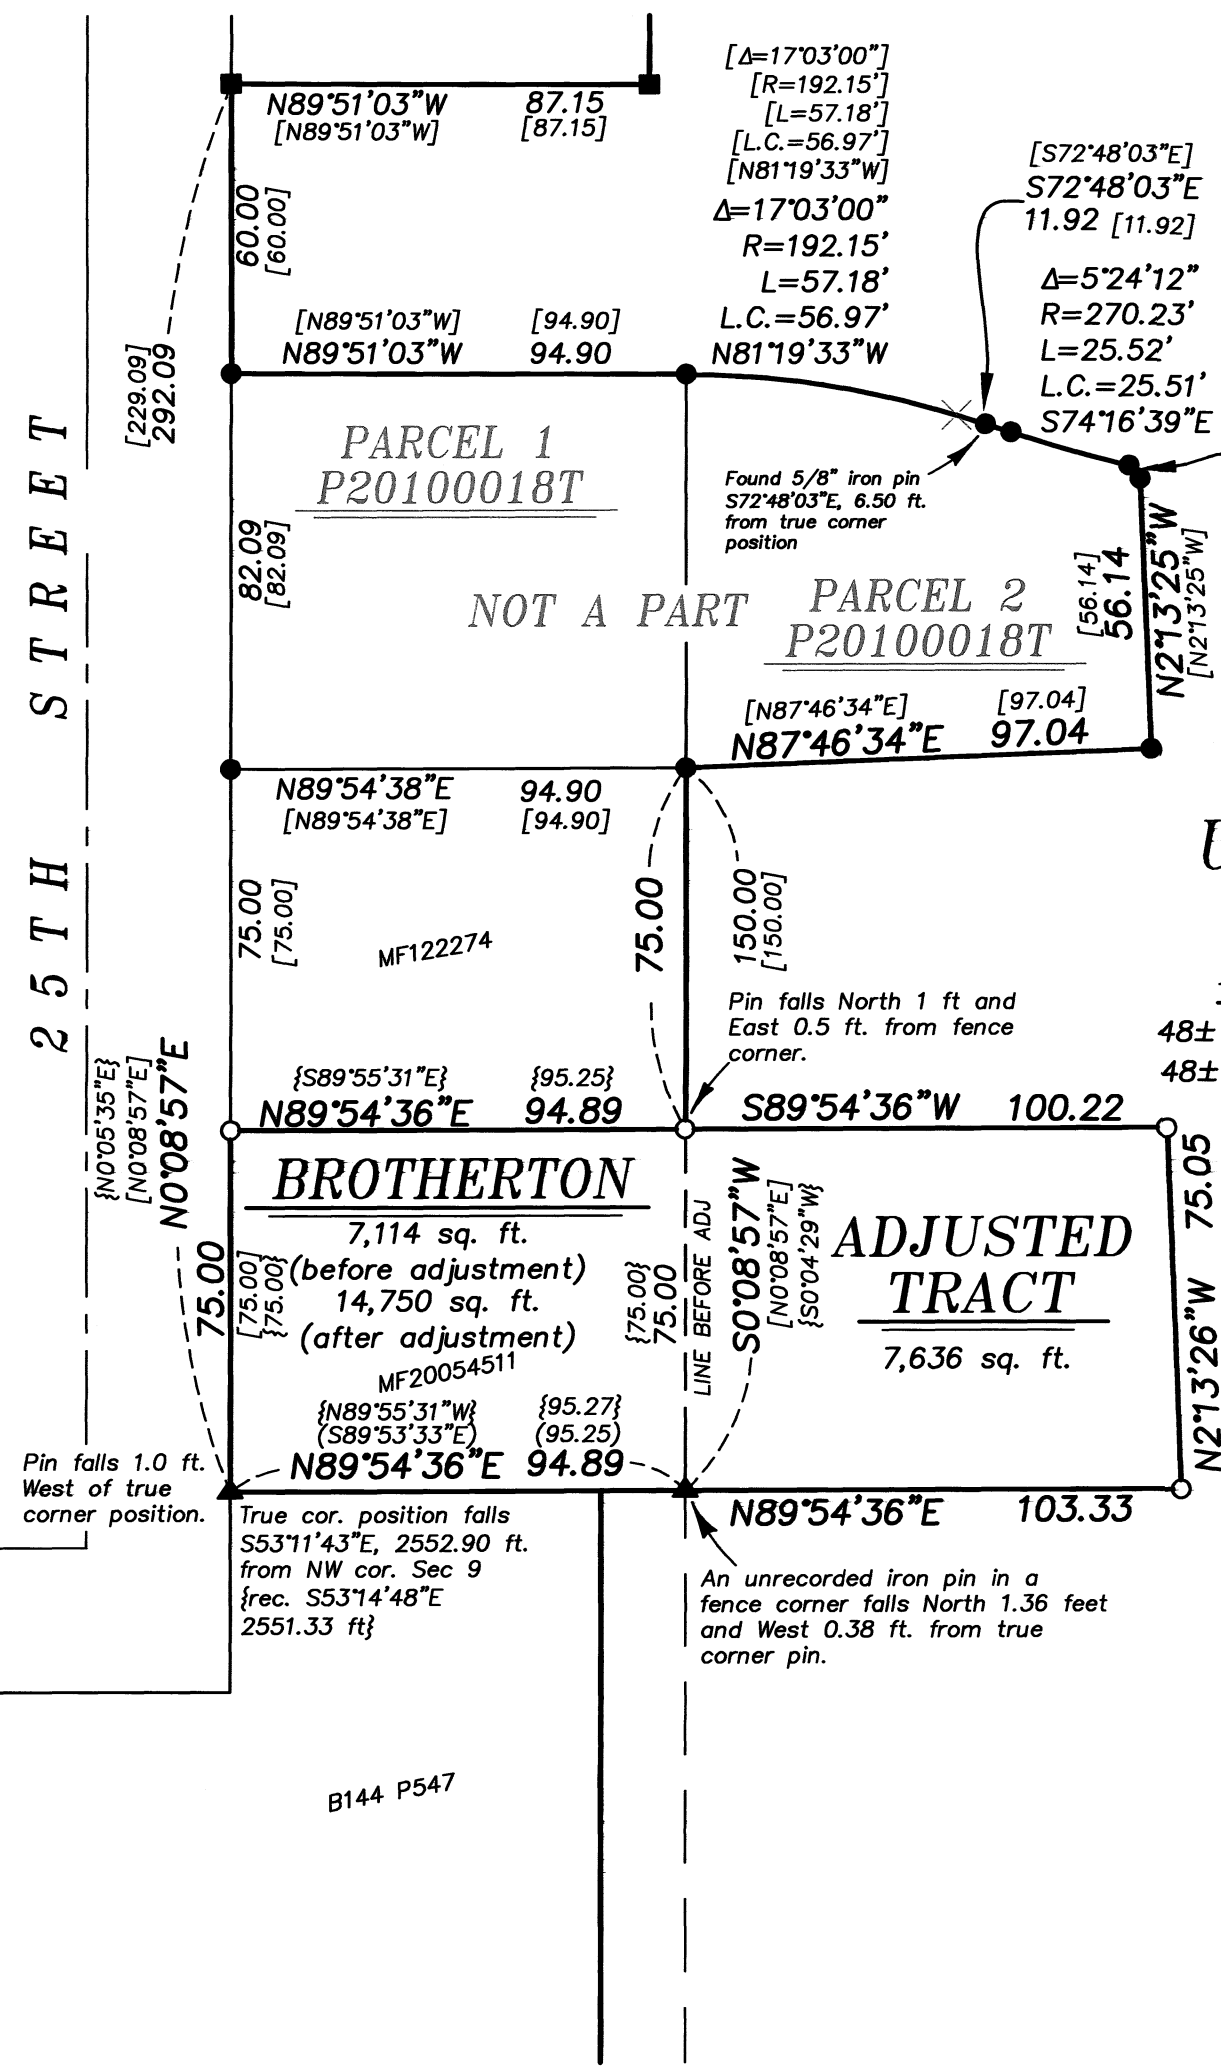 [Δ=17°03'00"]
[R=192.15']
[L=57.18']
[L.C.=56.97']
[N81°19'33"W]
Δ=17°03'00"
R=192.15'
L=57.18'
L.C.=56.97'
N81°19'33"W
N89°51'03"W 87.15
[N89°51'03"W] [87.15]
[S72°48'03"E]
S72°48'03"E
11.92 [11.92]
Δ=5°24'12"
R=270.23'
L=25.52'
L.C.=25.51'
S74°16'39"E
60.00
[60.00]
[N89°51'03"W] [94.90]
N89°51'03"W 94.90
[229.09]
292.09
25TH STREET
PARCEL 1
P20100018T
Found 5/8" iron pin
S72°48'03"E, 6.50 ft.
from true corner
position
82.09
[82.09]
NOT A PART
PARCEL 2
P20100018T
[56.14]
56.14
N2°13'25"W
[N2°13'25"W]
[N87°46'34"E] [97.04]
N87°46'34"E 97.04
N89°54'38"E 94.90
[N89°54'38"E] [94.90]
75.00
[75.00]
MF122274
75.00
150.00
[150.00]
Pin falls North 1 ft and
East 0.5 ft. from fence
corner.
48±
48±
{N0°05'35"E}
[N0°08'57"E]
N0°08'57"E
{S89°55'31"E} {95.25}
N89°54'36"E 94.89
S89°54'36"W 100.22
BROTHERTON
7,114 sq. ft.
(before adjustment)
14,750 sq. ft.
(after adjustment)
MF20054511
75.00
[75.00]
{75.00}
{75.00}
75.00
LINE BEFORE ADJ
S0°08'57"W
[N0°08'57"E]
{S0°04'29"W}
ADJUSTED
TRACT
7,636 sq. ft.
75.05
N2°13'26"W
{N89°55'31"W} {95.27}
(S89°53'33"E) (95.25)
N89°54'36"E 94.89
N89°54'36"E 103.33
Pin falls 1.0 ft.
West of true
corner position.
True cor. position falls
S53°11'43"E, 2552.90 ft.
from NW cor. Sec 9
{rec. S53°14'48"E
2551.33 ft}
An unrecorded iron pin in a
fence corner falls North 1.36 feet
and West 0.38 ft. from true
corner pin.
B144 P547